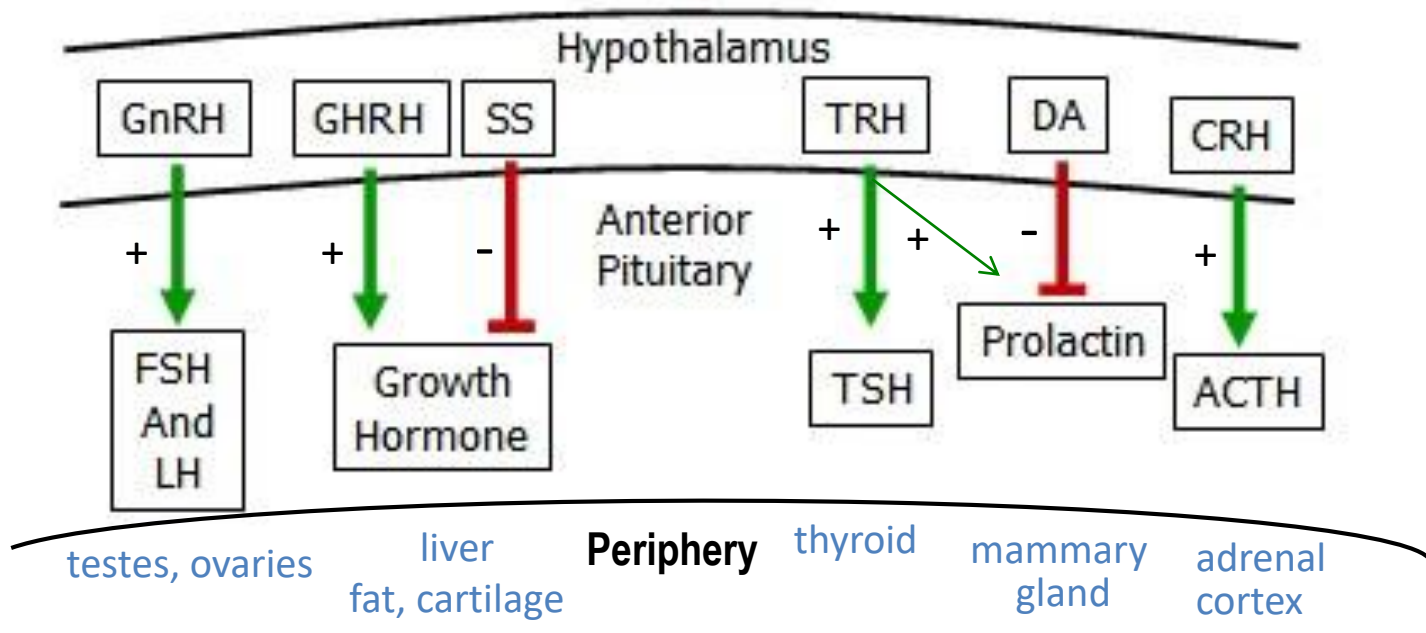 Hypothalamus
GnRH
GHRH
SS
TRH
DA
CRH
Anterior
Pituitary
+
+
-
+
+
-
+
FSH
And
LH
Growth
Hormone
TSH
Prolactin
ACTH
Periphery
testes, ovaries
liver
fat, cartilage
thyroid
mammary
gland
adrenal
cortex